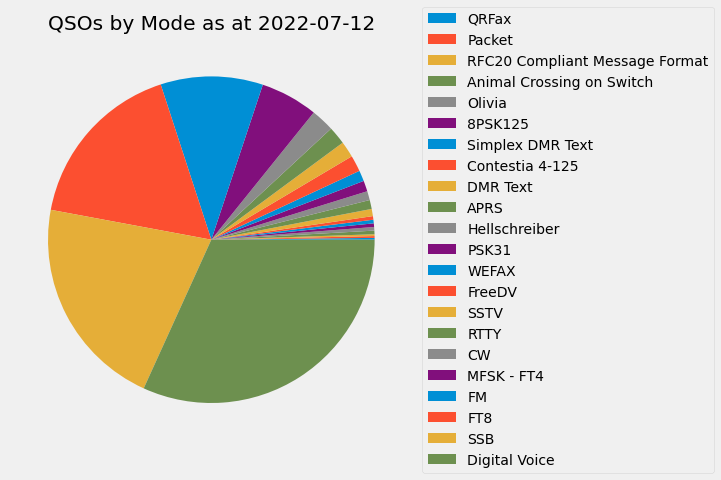 QSOs by Mode as at 2022-07-12
QRFax
Packet
RFC20 Compliant Message Format
Animal Crossing on Switch
Olivia
8PSK125
Simplex DMR Text
Contestia 4-125
DMR Text
APRS
Hellschreiber
PSK31
WEFAX
FreeDV
SSTV
RTTY
CW
MFSK - FT4
FM
FT8
SSB
Digital Voice